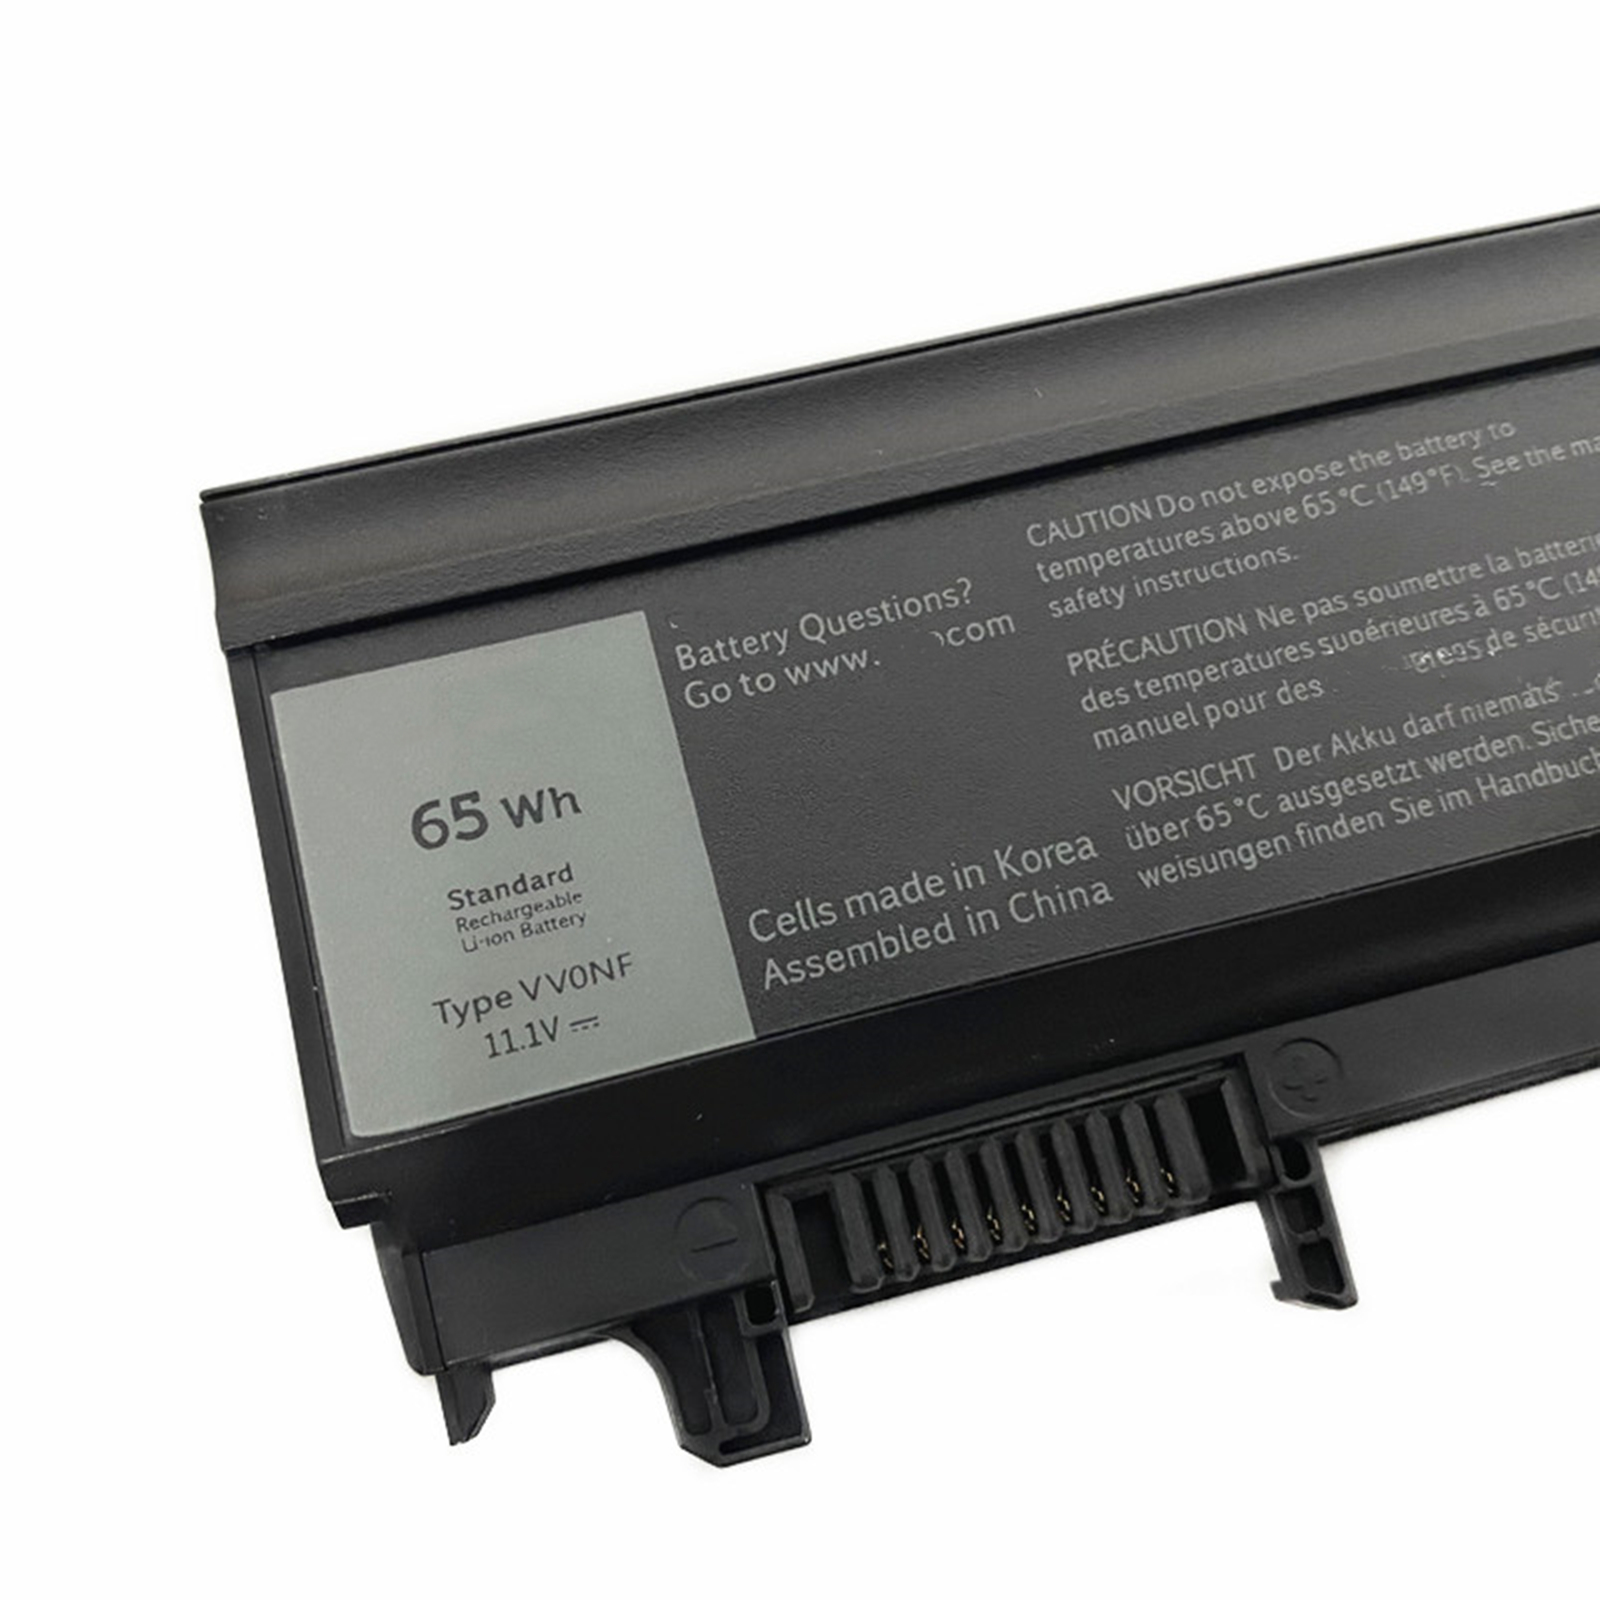 65 Wh
Standard
Rechargeable
Li-ion Battery
Type VV0NF
11.1V
Battery Questions?
Go to www. com
Cells made in Korea
Assembled in China
CAUTION Do not expose the battery to
temperatures above 65°C (149°F). See the
safety instructions.
PRÉCAUTION Ne pas soumettre la
des temperatures supérieures à 65°C
manuel pour des de
VORSICHT Der Akku darf niemals
über 65°C ausgesetzt werden.
weisungen finden Sie im
+
-